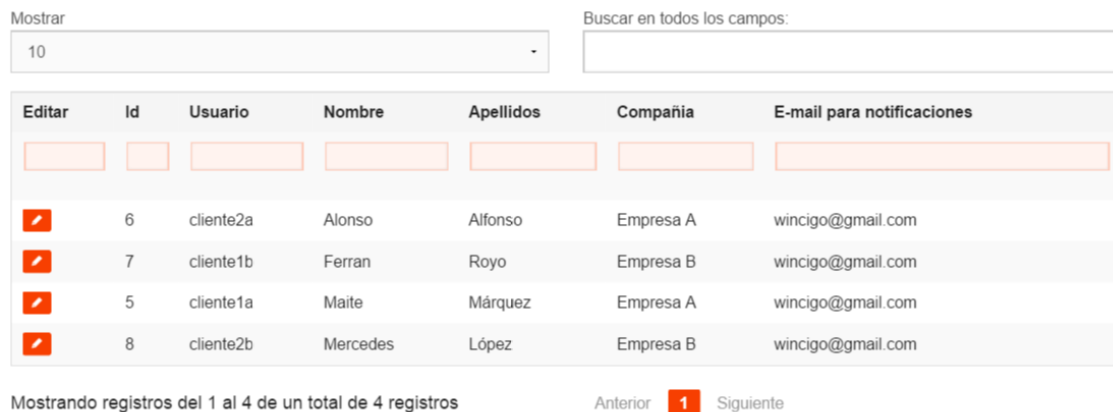 Mostrar Buscar en todos los campos:
10
Editar Id Usuario Nombre Apellidos Compañia E-mail para notificaciones
6 cliente2a Alonso Alfonso Empresa A wincigo@gmail.com
7 cliente1b Ferran Royo Empresa B wincigo@gmail.com
5 cliente1a Maite Márquez Empresa A wincigo@gmail.com
8 cliente2b Mercedes López Empresa B wincigo@gmail.com
Mostrando registros del 1 al 4 de un total de 4 registros Anterior 1 Siguiente